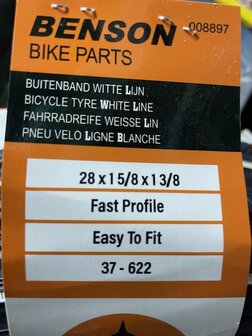 BENSON
008897
BIKE PARTS
BUITENBAND WITTE LIJN
BICYCLE TYRE WHITE LINE
FAHRRADREIFE WEISSE LIN
PNEU VELO LIGNE BLANCHE
28 x 1 5/8 x 1 3/8
Fast Profile
Easy To Fit
37 - 622